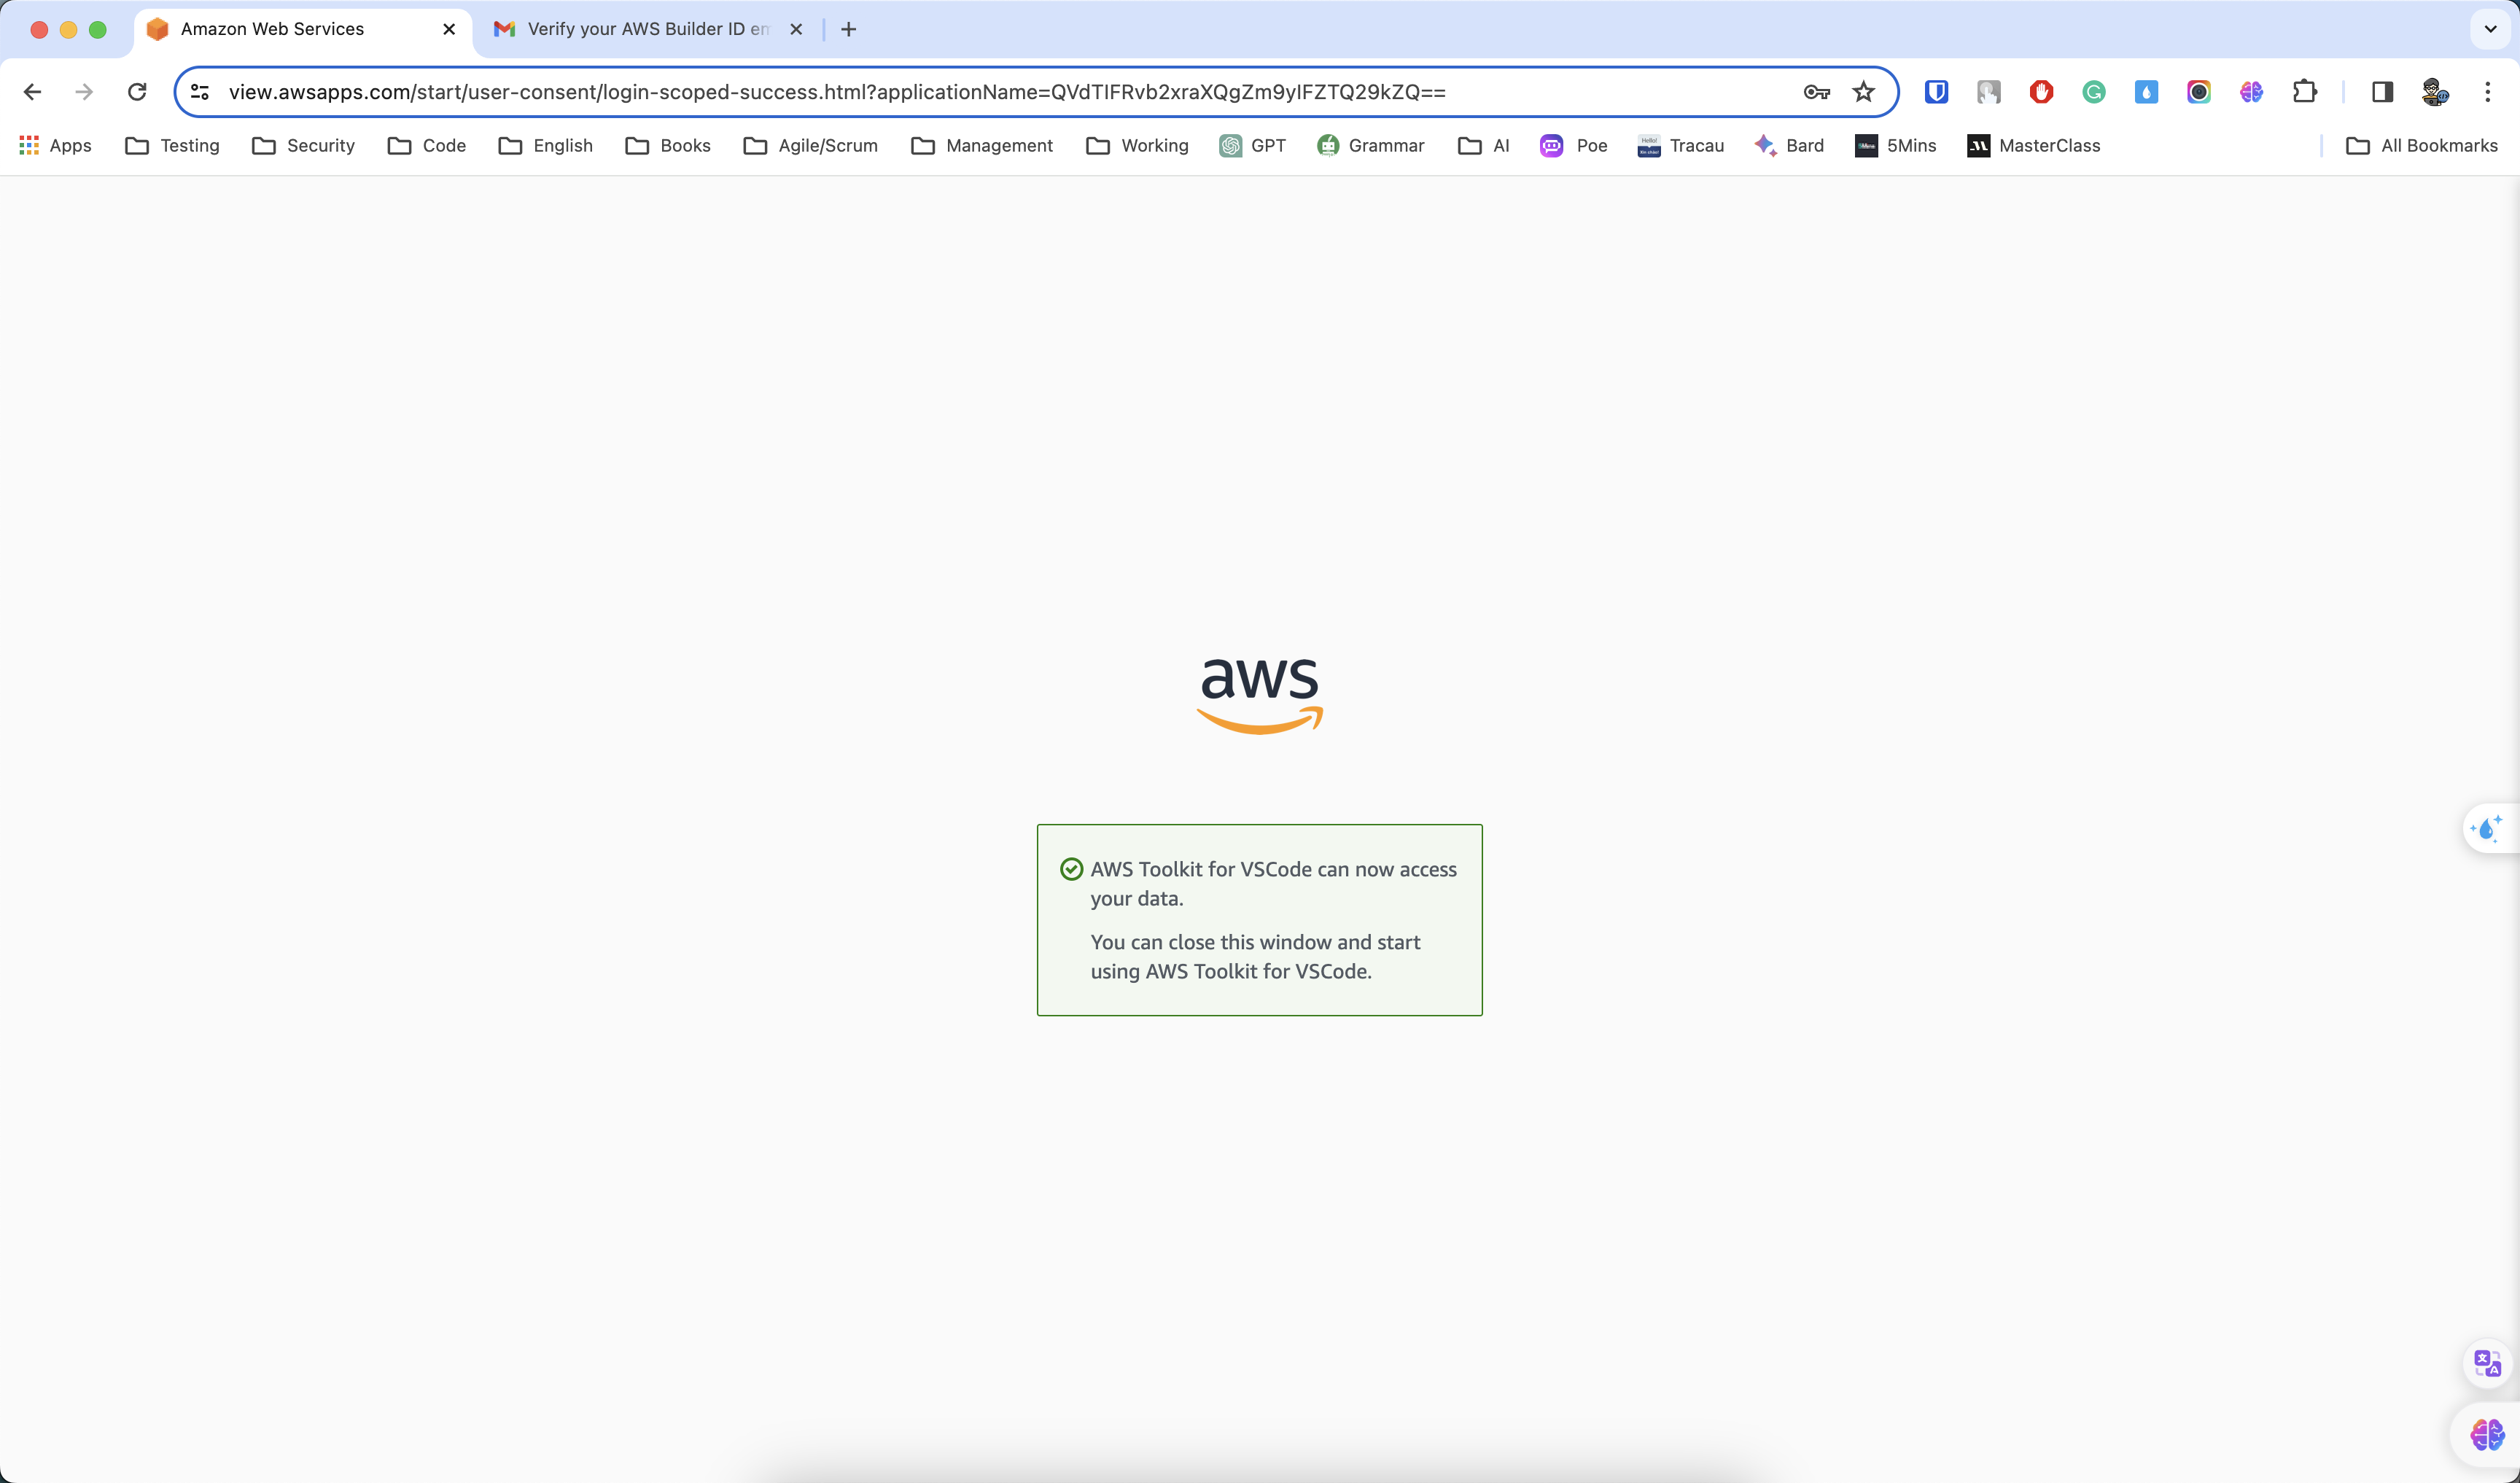 Amazon Web Services
Verify your AWS Builder ID em
view.awsapps.com/start/user-consent/login-scoped-success.html?applicationName=QVdTIFRvb2xraXQgZm9yIFZTQ29kZQ==
Apps Testing Security Code English Books Agile/Scrum Management Working GPT Grammar AI Poe Tracau Bard 5Mins MasterClass All Bookmarks
aws
AWS Toolkit for VSCode can now access
your data.
You can close this window and start
using AWS Toolkit for VSCode.